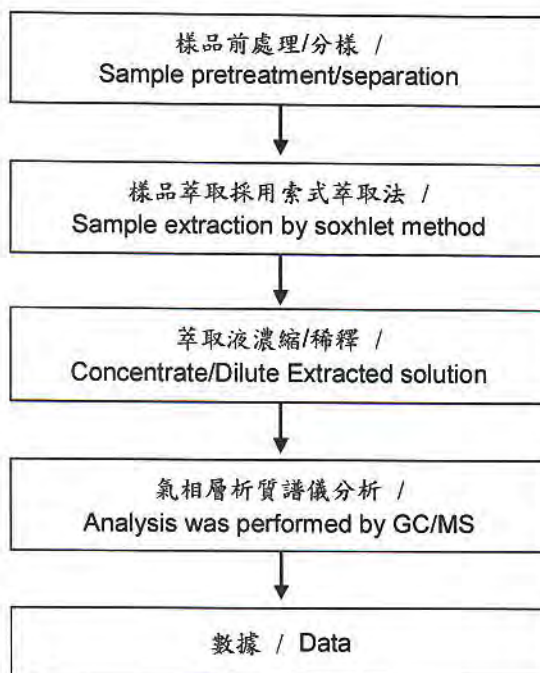 樣品前處理/分樣 /
Sample pretreatment/separation
樣品萃取採用索式萃取法 /
Sample extraction by soxhlet method
萃取液濃縮/稀釋 /
Concentrate/Dilute Extracted solution
氣相層析質譜儀分析 /
Analysis was performed by GC/MS
數據 / Data